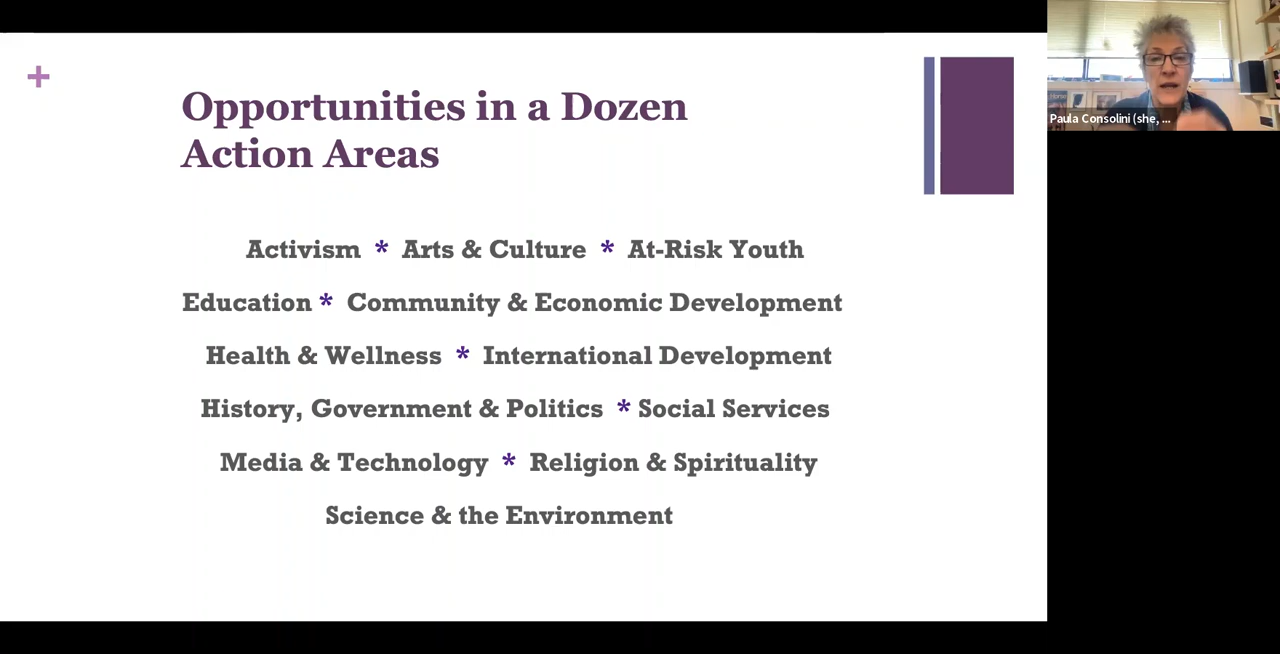 +
Opportunities in a Dozen
Action Areas
Activism * Arts & Culture * At-Risk Youth
Education * Community & Economic Development
Health & Wellness * International Development
History, Government & Politics * Social Services
Media & Technology * Religion & Spirituality
Science & the Environment
Paula Consolini (she, ...